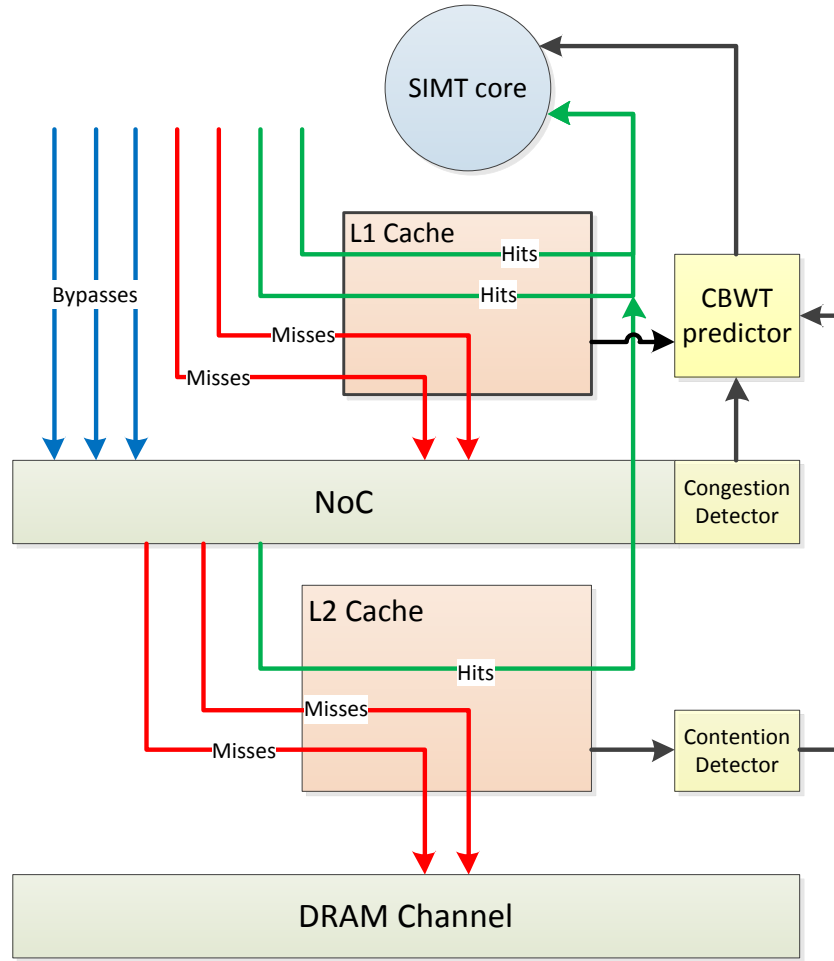 SIMT core
L1 Cache
Hits
Bypasses
Hits
CBWT
predictor
Misses
Misses
NoC
Congestion
Detector
L2 Cache
Hits
Misses
Misses
Contention
Detector
DRAM Channel